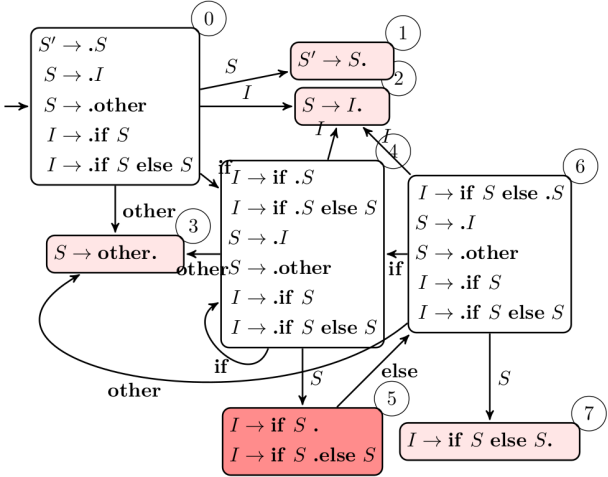 0
S′ → .S
S → .I
S → .other
I → .if S
I → .if S else S
S
1
S′ → S.
I
2
S → I.
other
3
S → other.
if
I
4
I → if .S
I → if .S else S
S → .I
S → .other
I → .if S
I → .if S else S
other
if
I
6
I → if S else .S
S → .I
S → .other
I → .if S
I → .if S else S
if
other
S
else
S
5
I → if S .
I → if S .else S
7
I → if S else S.